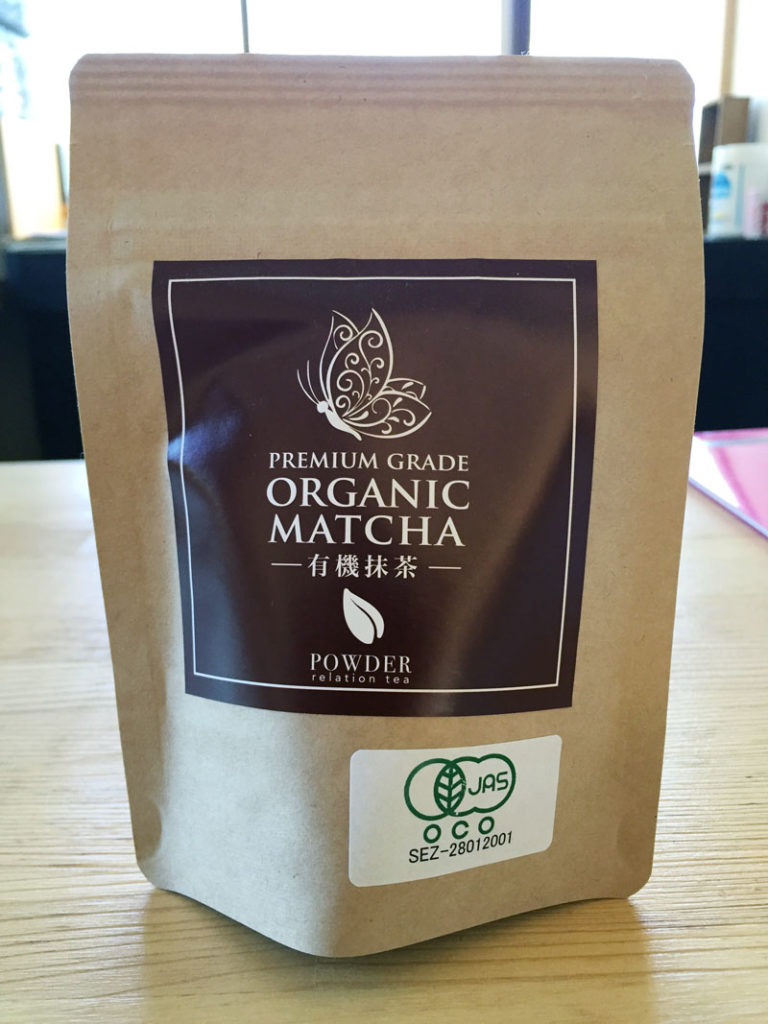 PREMIUM GRADE
ORGANIC
MATCHA
有機抹茶
POWDER
relation tea
JAS
OCO
SEZ-28012001